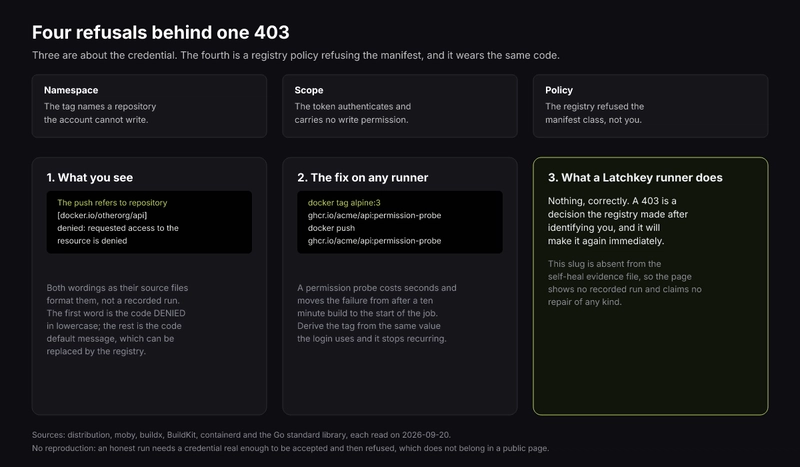 Four refusals behind one 403
Three are about the credential. The fourth is a registry policy refusing the manifest, and it wears the same code.
Namespace
The tag names a repository
the account cannot write.
Scope
The token authenticates and
carries no write permission.
Policy
The registry refused the
manifest class, not you.
1. What you see
The push refers to repository
[docker.io/otherorg/api]
denied: requested access to the
resource is denied
Both wordings as their source files
format them, not a recorded run.
The first word is the code DENIED
in lowercase; the rest is the code
default message, which can be
replaced by the registry.
2. The fix on any runner
docker tag alpine:3
ghcr.io/acme/api:permission-probe
docker push
ghcr.io/acme/api:permission-probe
A permission probe costs seconds and
moves the failure from after a ten
minute build to the start of the job.
Derive the tag from the same value
the login uses and it stops recurring.
3. What a Latchkey runner does
Nothing, correctly. A 403 is a
decision the registry made after
identifying you, and it will
make it again immediately.
This slug is absent from the
self-heal evidence file, so the page
shows no recorded run and claims no
repair of any kind.
Sources: distribution, moby, buildx, BuildKit, containerd and the Go standard library, each read on 2026-09-20.
No reproduction: an honest run needs a credential real enough to be accepted and then refused, which does not belong in a public page.